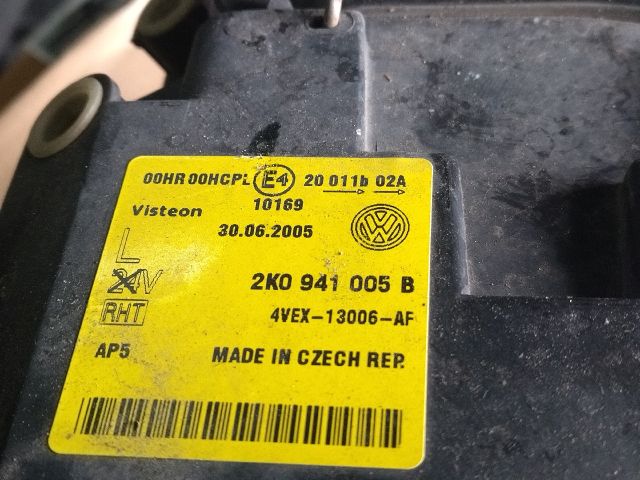 00HR 00HCPL E4 20 011b 02A
10169
Visteon
30.06.2005
L
24V
2K0 941 005 B
RHT
4VEX-13006-AF
AP5
MADE IN CZECH REP.